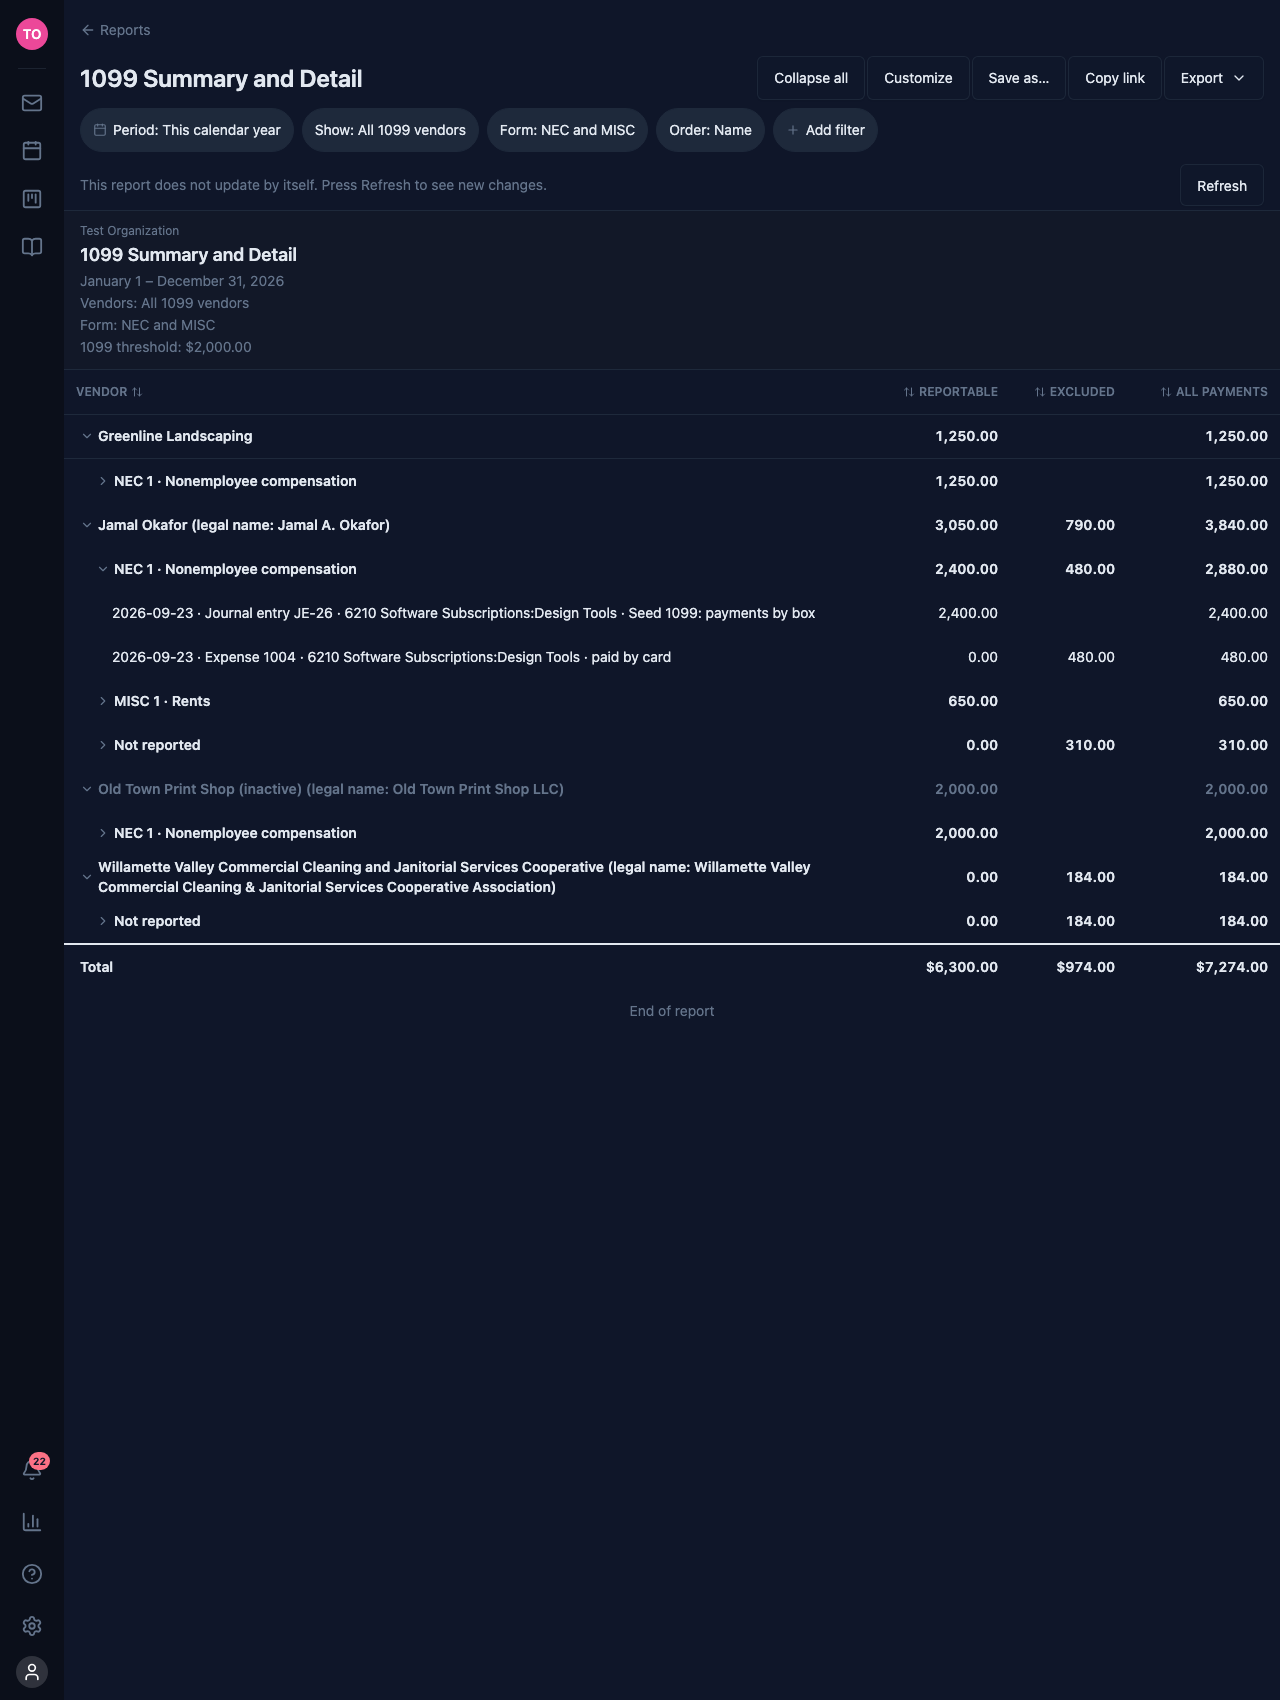 TO
Reports
1099 Summary and Detail
Collapse all
Customize
Save as...
Copy link
Export
Period: This calendar year
Show: All 1099 vendors
Form: NEC and MISC
Order: Name
Add filter
This report does not update by itself. Press Refresh to see new changes.
Refresh
Test Organization
1099 Summary and Detail
January 1 – December 31, 2026
Vendors: All 1099 vendors
Form: NEC and MISC
1099 threshold: $2,000.00
VENDOR REPORTABLE EXCLUDED ALL PAYMENTS
Greenline Landscaping 1,250.00 1,250.00
NEC 1 · Nonemployee compensation 1,250.00 1,250.00
Jamal Okafor (legal name: Jamal A. Okafor) 3,050.00 790.00 3,840.00
NEC 1 · Nonemployee compensation 2,400.00 480.00 2,880.00
2026-09-23 · Journal entry JE-26 · 6210 Software Subscriptions:Design Tools · Seed 1099: payments by box 2,400.00 2,400.00
2026-09-23 · Expense 1004 · 6210 Software Subscriptions:Design Tools · paid by card 0.00 480.00 480.00
MISC 1 · Rents 650.00 650.00
Not reported 0.00 310.00 310.00
Old Town Print Shop (inactive) (legal name: Old Town Print Shop LLC) 2,000.00 2,000.00
NEC 1 · Nonemployee compensation 2,000.00 2,000.00
Willamette Valley Commercial Cleaning and Janitorial Services Cooperative (legal name: Willamette Valley
Commercial Cleaning & Janitorial Services Cooperative Association) 0.00 184.00 184.00
Not reported 0.00 184.00 184.00
Total $6,300.00 $974.00 $7,274.00
End of report
22